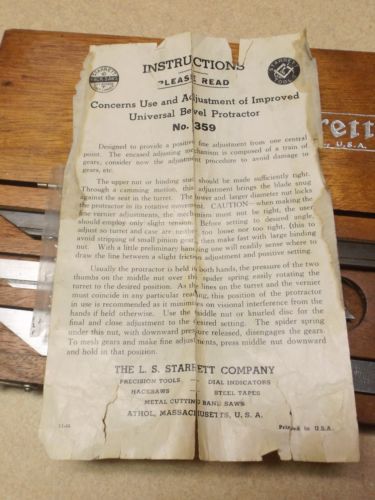 INSTRUCTIONS
PLEASE READ
STARRETT
HACKSAWS
STARRETT
TOOLS
Concerns Use and Adjustment of Improved
Universal Bevel Protractor
No. 359
Designed to provide a positive fine adjustment from one central
point. The encased adjusting mechanism is composed of a train of
gears, consider now the adjustment procedure to avoid damage to
gears, etc.
The upper nut or binding stud should be made sufficiently tight.
Through a camming motion, this adjustment brings the blade snug
against the seat in the turret. The lower and larger diameter nut locks
the protractor in its rotative movement. CAUTION—when making the
fine vernier adjustments, the mechanism must not be tight, the user
should employ only slight tension. Before setting to desired angle,
adjust so turret and case are neither too loose nor too tight, (this to
avoid stripping of small pinion gear), then make fast with large binding
nut. With a little preliminary handling one will readily sense where to
draw the line between a slight friction adjustment and positive setting.
Usually the protractor is held in both hands, the pressure of the two
thumbs on the middle nut over the spider spring easily rotating the
turret to the desired position. As the lines on the turret and the vernier
must coincide in any particular reading, this position of the protractor
in use is recommended as it minimizes on visional interference from the
hands if held otherwise. Use the middle nut or knurled disc for the
final and close adjustment to the desired setting. The spider spring
under this nut, with downward pressure released, disengages the gears.
To mesh gears and make fine adjustments, press middle nut downward
and hold in that position.
THE L. S. STARRETT COMPANY
PRECISION TOOLS — DIAL INDICATORS
HACKSAWS — STEEL TAPES
METAL CUTTING BAND SAWS
ATHOL, MASSACHUSETTS, U. S. A.
Printed in U.S.A.
rrett
U.S.A.